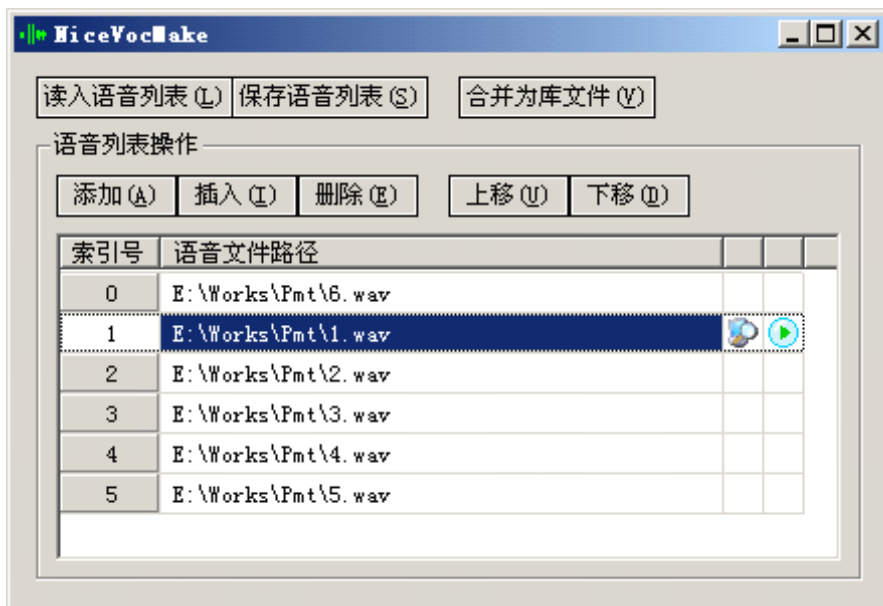 NiceVocMake
读入语音列表(L) 保存语音列表(S) 合并为库文件(V)
语音列表操作
添加(A) 插入(I) 删除(E) 上移(U) 下移(D)
索引号 语音文件路径
0 E:\Works\Pmt\6.wav
1 E:\Works\Pmt\1.wav
2 E:\Works\Pmt\2.wav
3 E:\Works\Pmt\3.wav
4 E:\Works\Pmt\4.wav
5 E:\Works\Pmt\5.wav